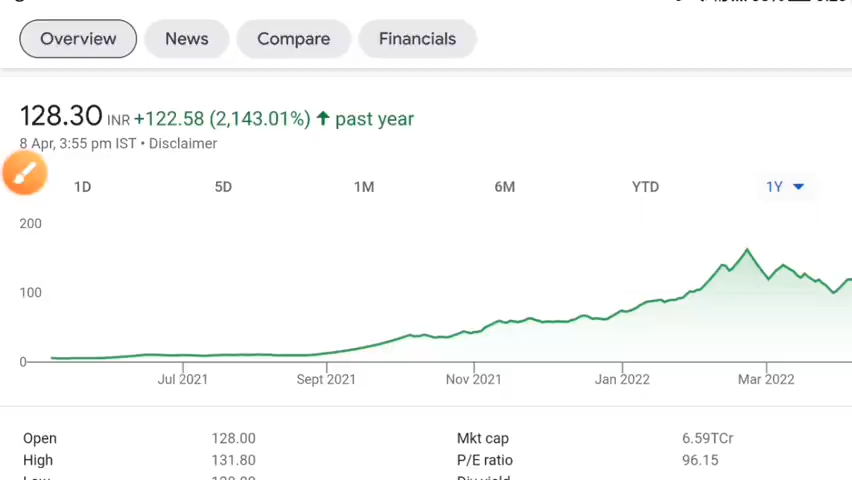 Overview News Compare Financials
128.30 INR +122.58 (2,143.01%) ↑ past year
8 Apr, 3:55 pm IST • Disclaimer
1D 5D 1M 6M YTD 1Y
200
100
0
Jul 2021 Sept 2021 Nov 2021 Jan 2022 Mar 2022
Open 128.00 Mkt cap 6.59TCr
High 131.80 P/E ratio 96.15